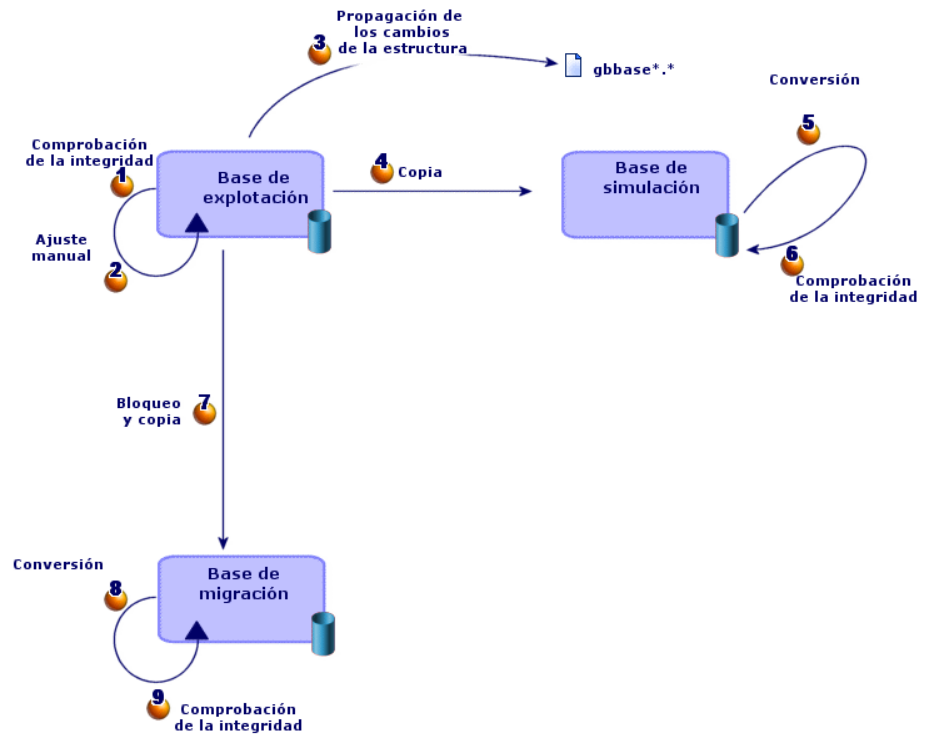 Propagación de
los cambios
3 de la estructura
gbbase*.*
Conversión
5
Comprobación
de la integridad
1
Base de
explotación
4 Copia
Base de
simulación
Ajuste
manual
2
6
Comprobación
de la integridad
Bloqueo
y copia
7
Conversión
8
Base de
migración
9
Comprobación
de la integridad